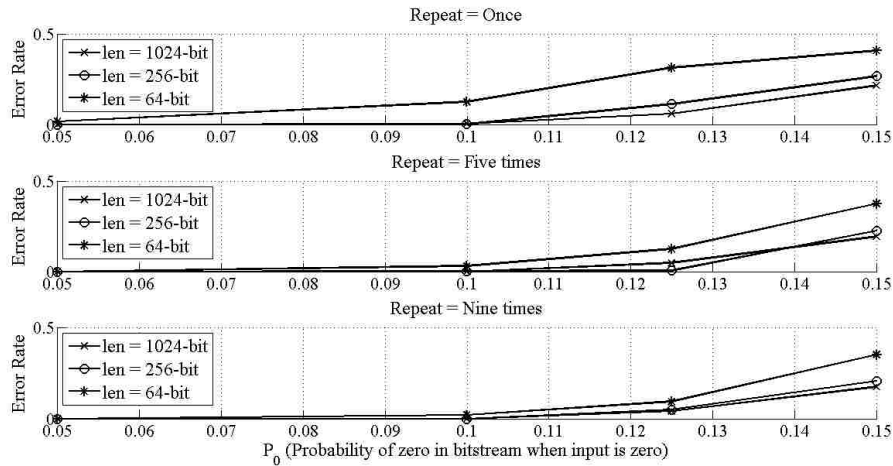 Repeat = Once
Error Rate
0.5
0
len = 1024-bit
len = 256-bit
len = 64-bit
0.05 0.06 0.07 0.08 0.09 0.1 0.11 0.12 0.13 0.14 0.15
Repeat = Five times
Error Rate
0.5
0
len = 1024-bit
len = 256-bit
len = 64-bit
0.05 0.06 0.07 0.08 0.09 0.1 0.11 0.12 0.13 0.14 0.15
Repeat = Nine times
Error Rate
0.5
0
len = 1024-bit
len = 256-bit
len = 64-bit
0.05 0.06 0.07 0.08 0.09 0.1 0.11 0.12 0.13 0.14 0.15
P0 (Probability of zero in bitstream when input is zero)